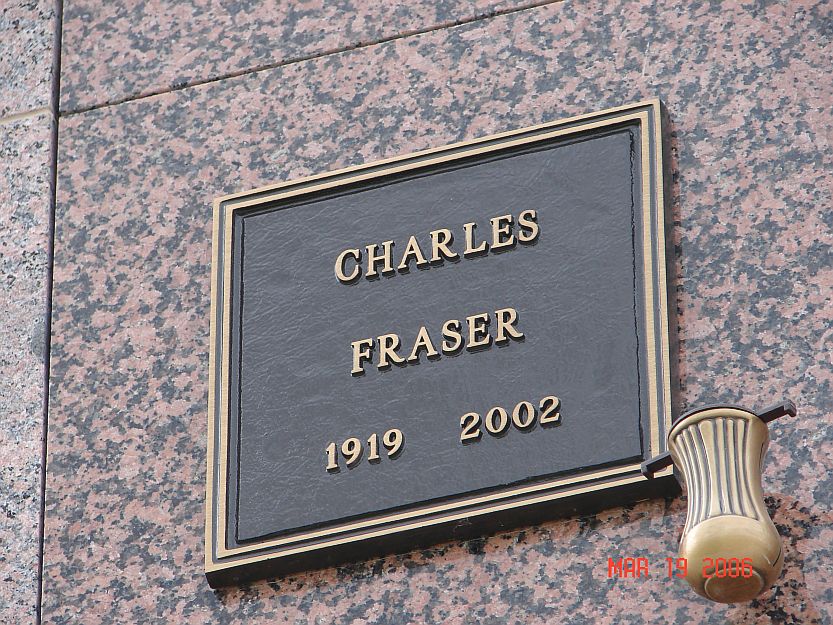 CHARLES
FRASER
1919 2002
MAR 19 2006